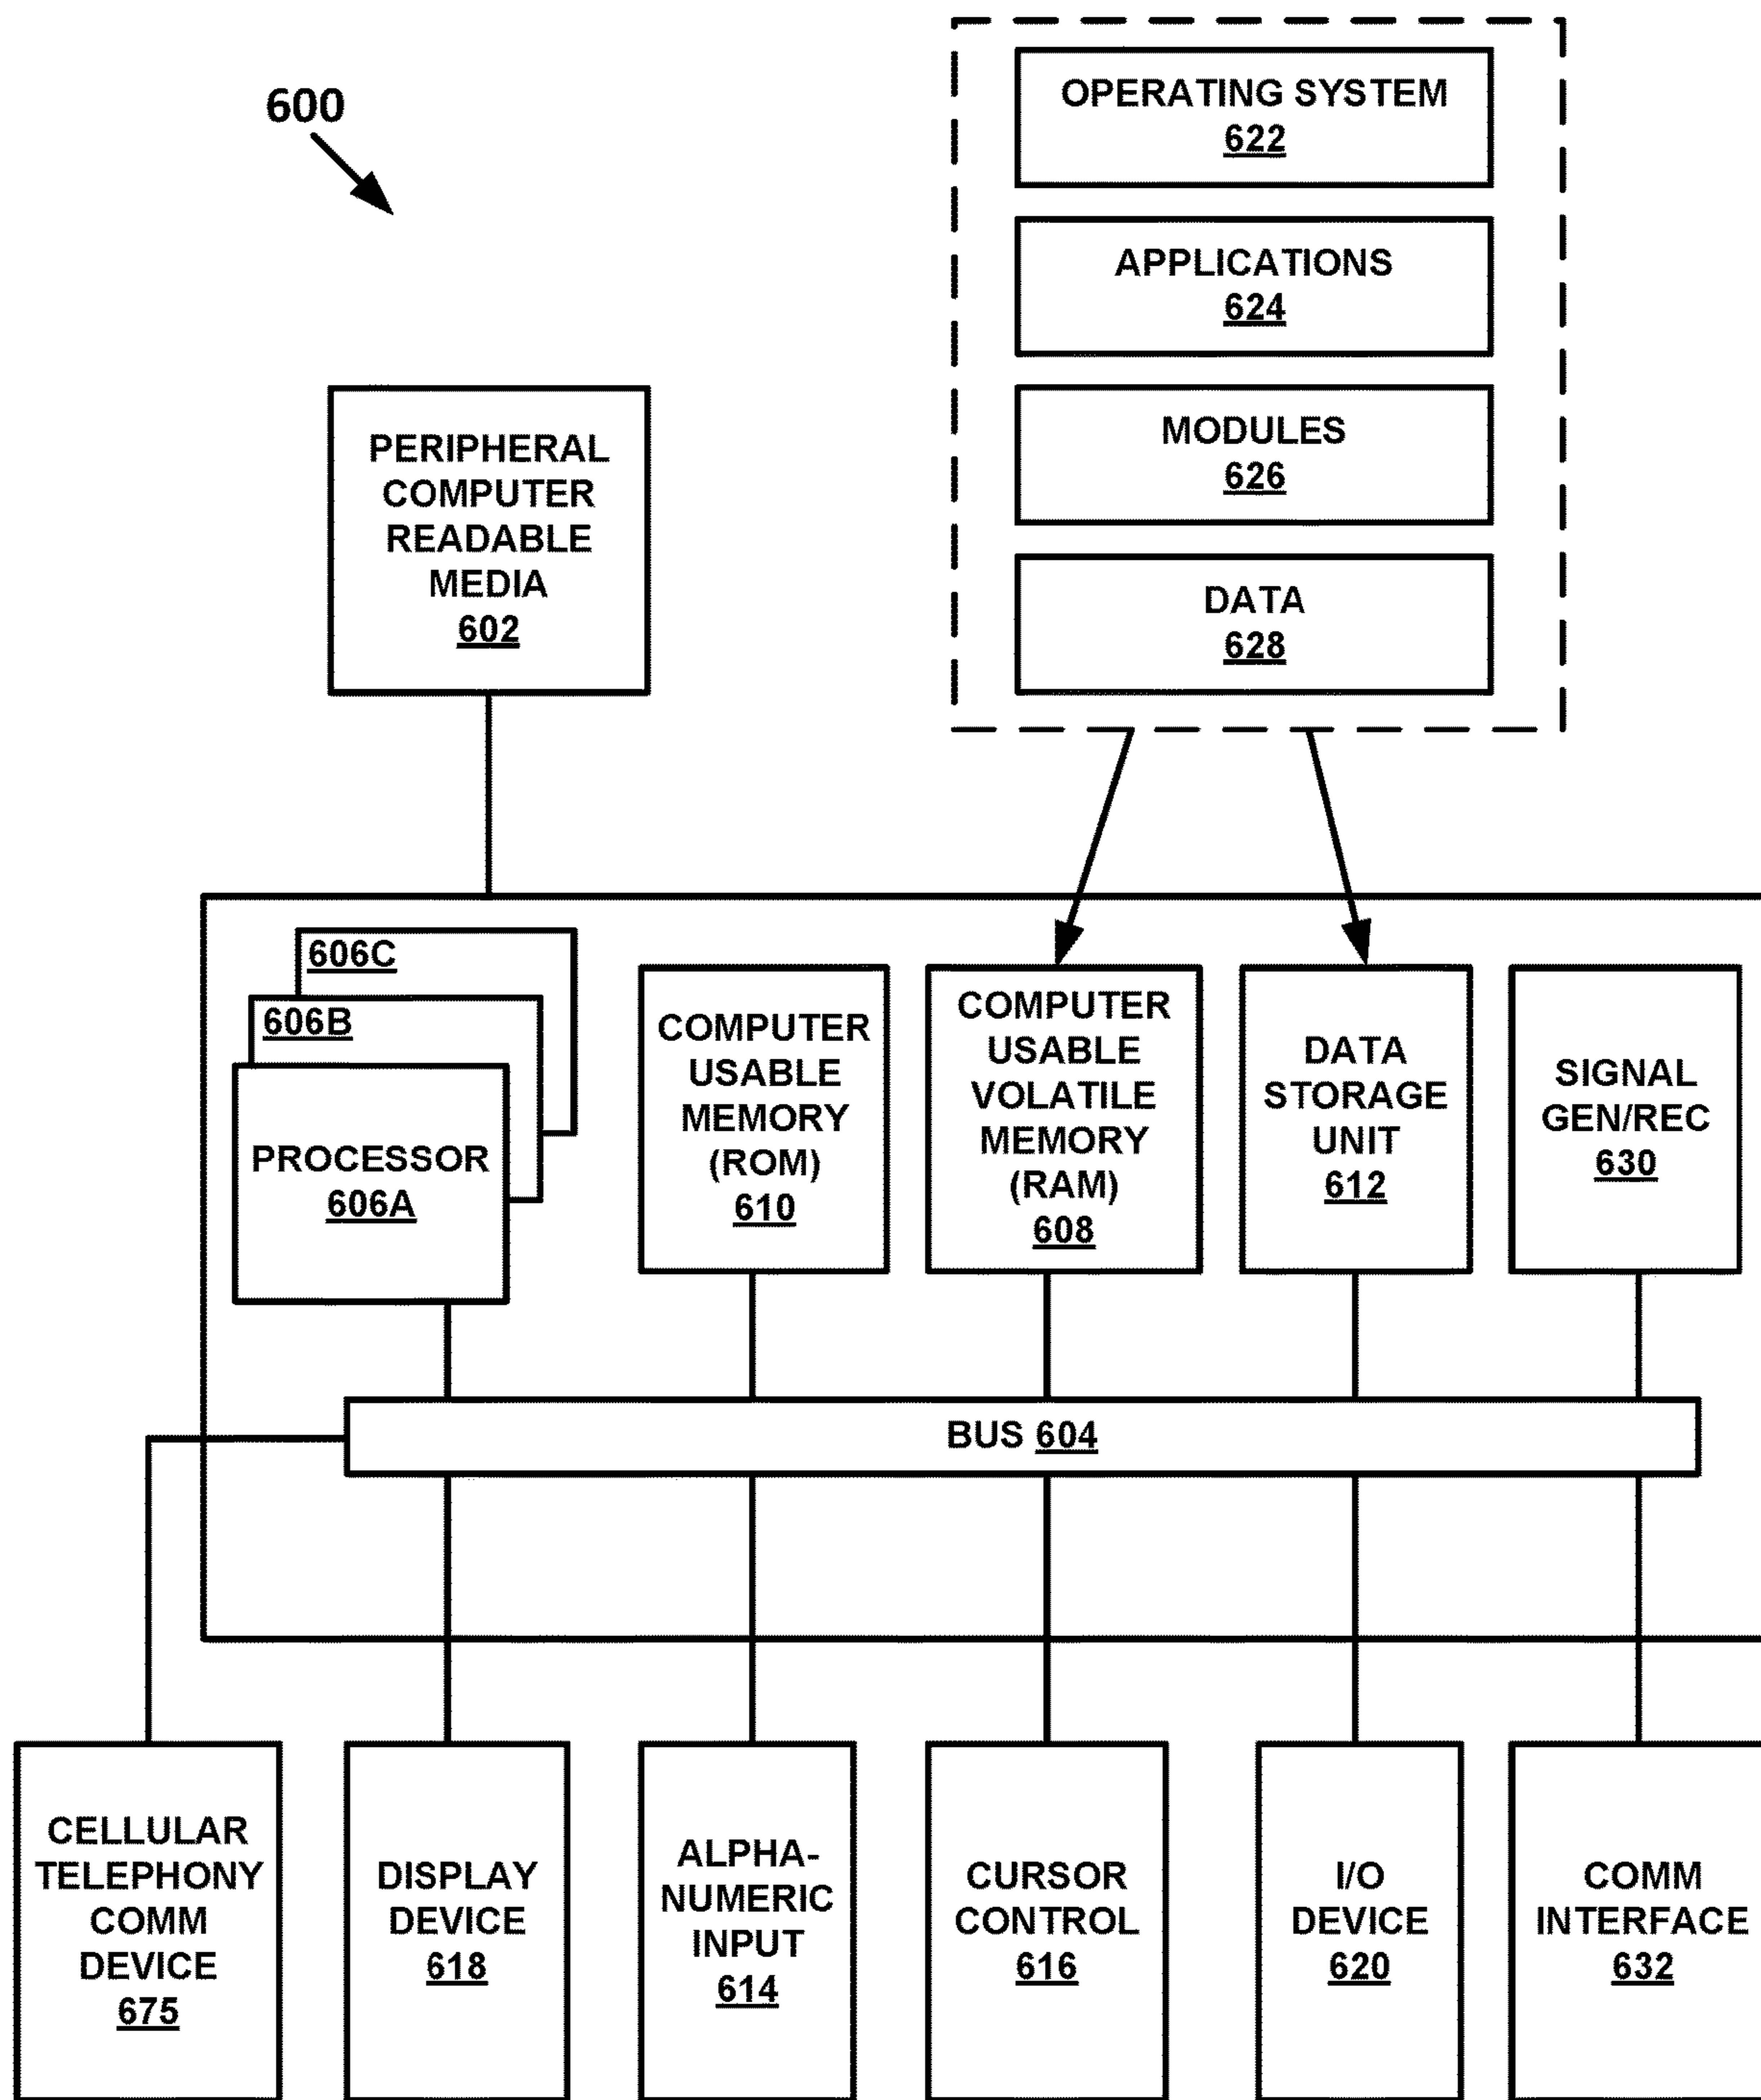 600
OPERATING SYSTEM
622
APPLICATIONS
624
MODULES
626
DATA
628
PERIPHERAL
COMPUTER
READABLE
MEDIA
602
606C
606B
PROCESSOR
606A
COMPUTER
USABLE
MEMORY
(ROM)
610
COMPUTER
USABLE
VOLATILE
MEMORY
(RAM)
608
DATA
STORAGE
UNIT
612
SIGNAL
GEN/REC
630
BUS 604
CELLULAR
TELEPHONY
COMM
DEVICE
675
DISPLAY
DEVICE
618
ALPHA-
NUMERIC
INPUT
614
CURSOR
CONTROL
616
I/O
DEVICE
620
COMM
INTERFACE
632